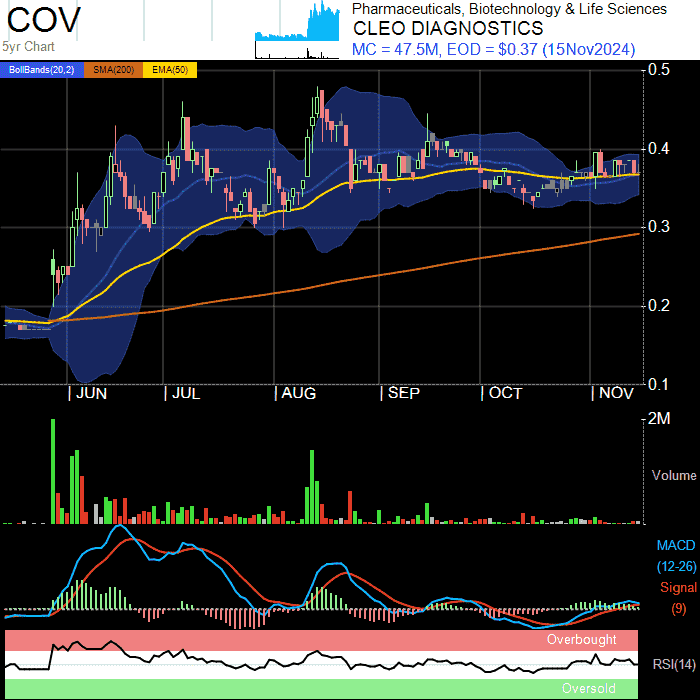 COV
5yr Chart
Pharmaceuticals, Biotechnology & Life Sciences
CLEO DIAGNOSTICS
MC = 47.5M, EOD = $0.37 (15Nov2024)
BollBands(20,2) SMA(200) EMA(50)
0.5
0.4
0.3
0.2
0.1
JUN JUL AUG SEP OCT NOV
2M
Volume
MACD
(12-26)
Signal
(9)
Overbought
RSI(14)
Oversold